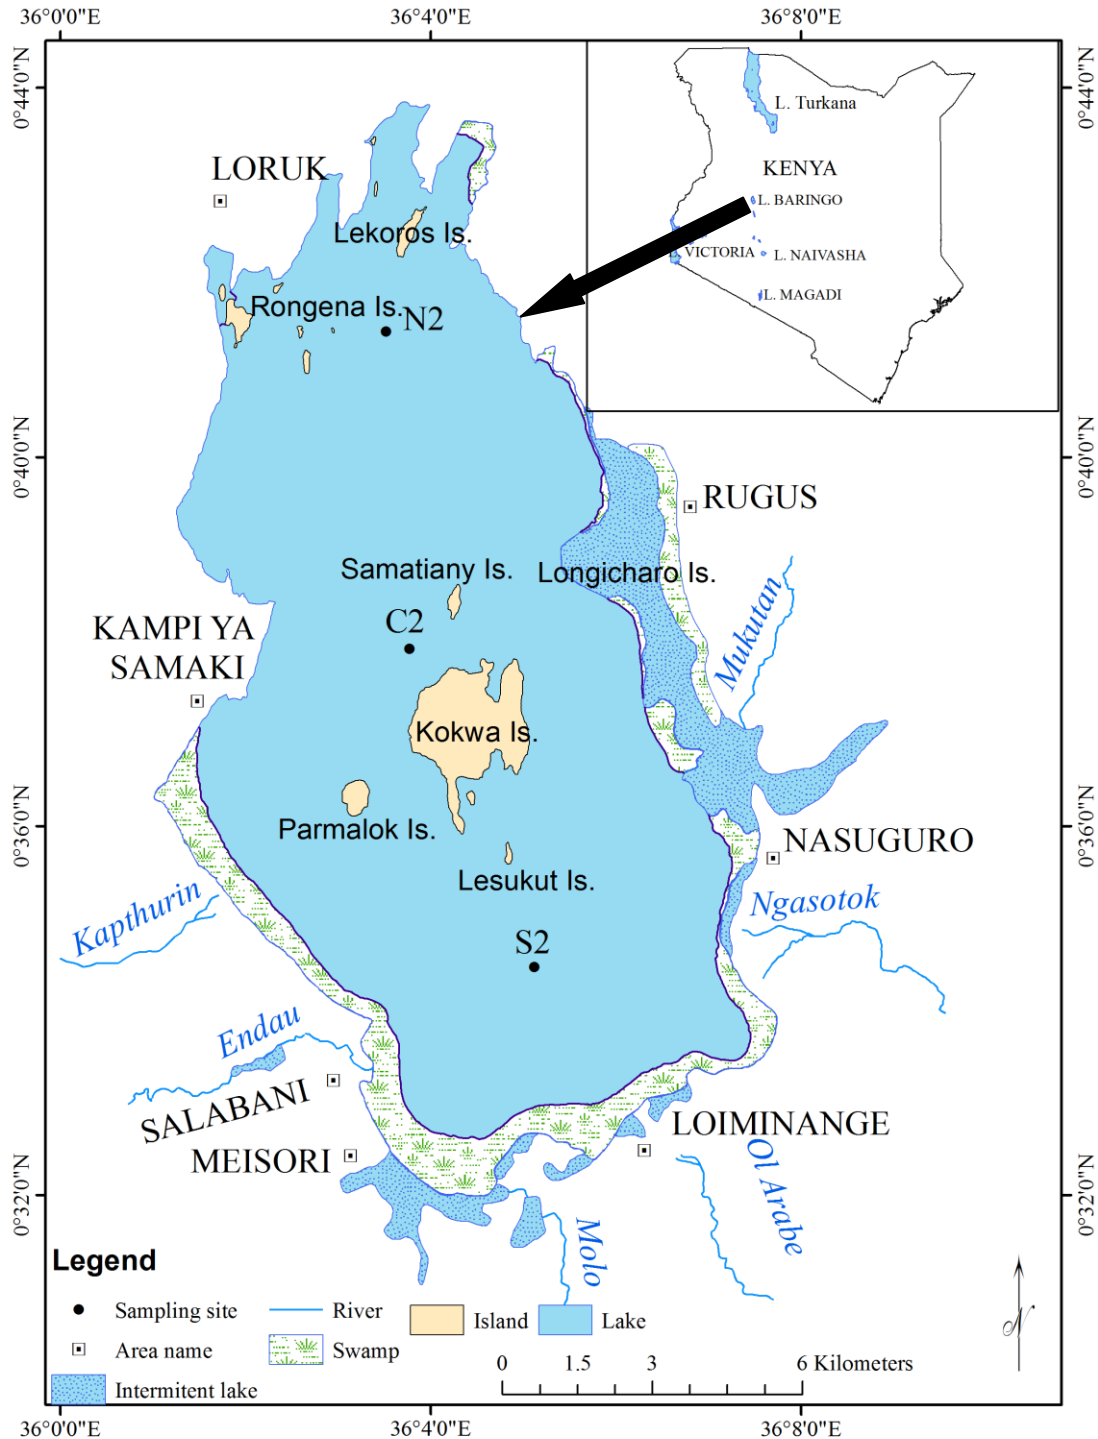 36°0'0"E
36°4'0"E
36°8'0"E
0°44'0"N
0°44'0"N
L. Turkana
KENYA
L. BARINGO
VICTORIA
L. NAIVASHA
L. MAGADI
LORUK
Lekoros Is.
Rongena Is.
N2
0°40'0"N
0°40'0"N
RUGUS
Samatiany Is.
Longicharo Is.
C2
KAMPI YA
SAMAKI
Mukutan
Kokwa Is.
Parmalok Is.
0°36'0"N
0°36'0"N
NASUGURO
Lesukut Is.
Kapthurin
Ngasotok
S2
Endau
SALABANI
LOIMINANGE
MEISORI
Ol Arabe
0°32'0"N
0°32'0"N
Molo
Legend
Sampling site
River
Island
Lake
Area name
Swamp
Intermitent lake
0 1.5 3 6 Kilometers
N
36°0'0"E
36°4'0"E
36°8'0"E